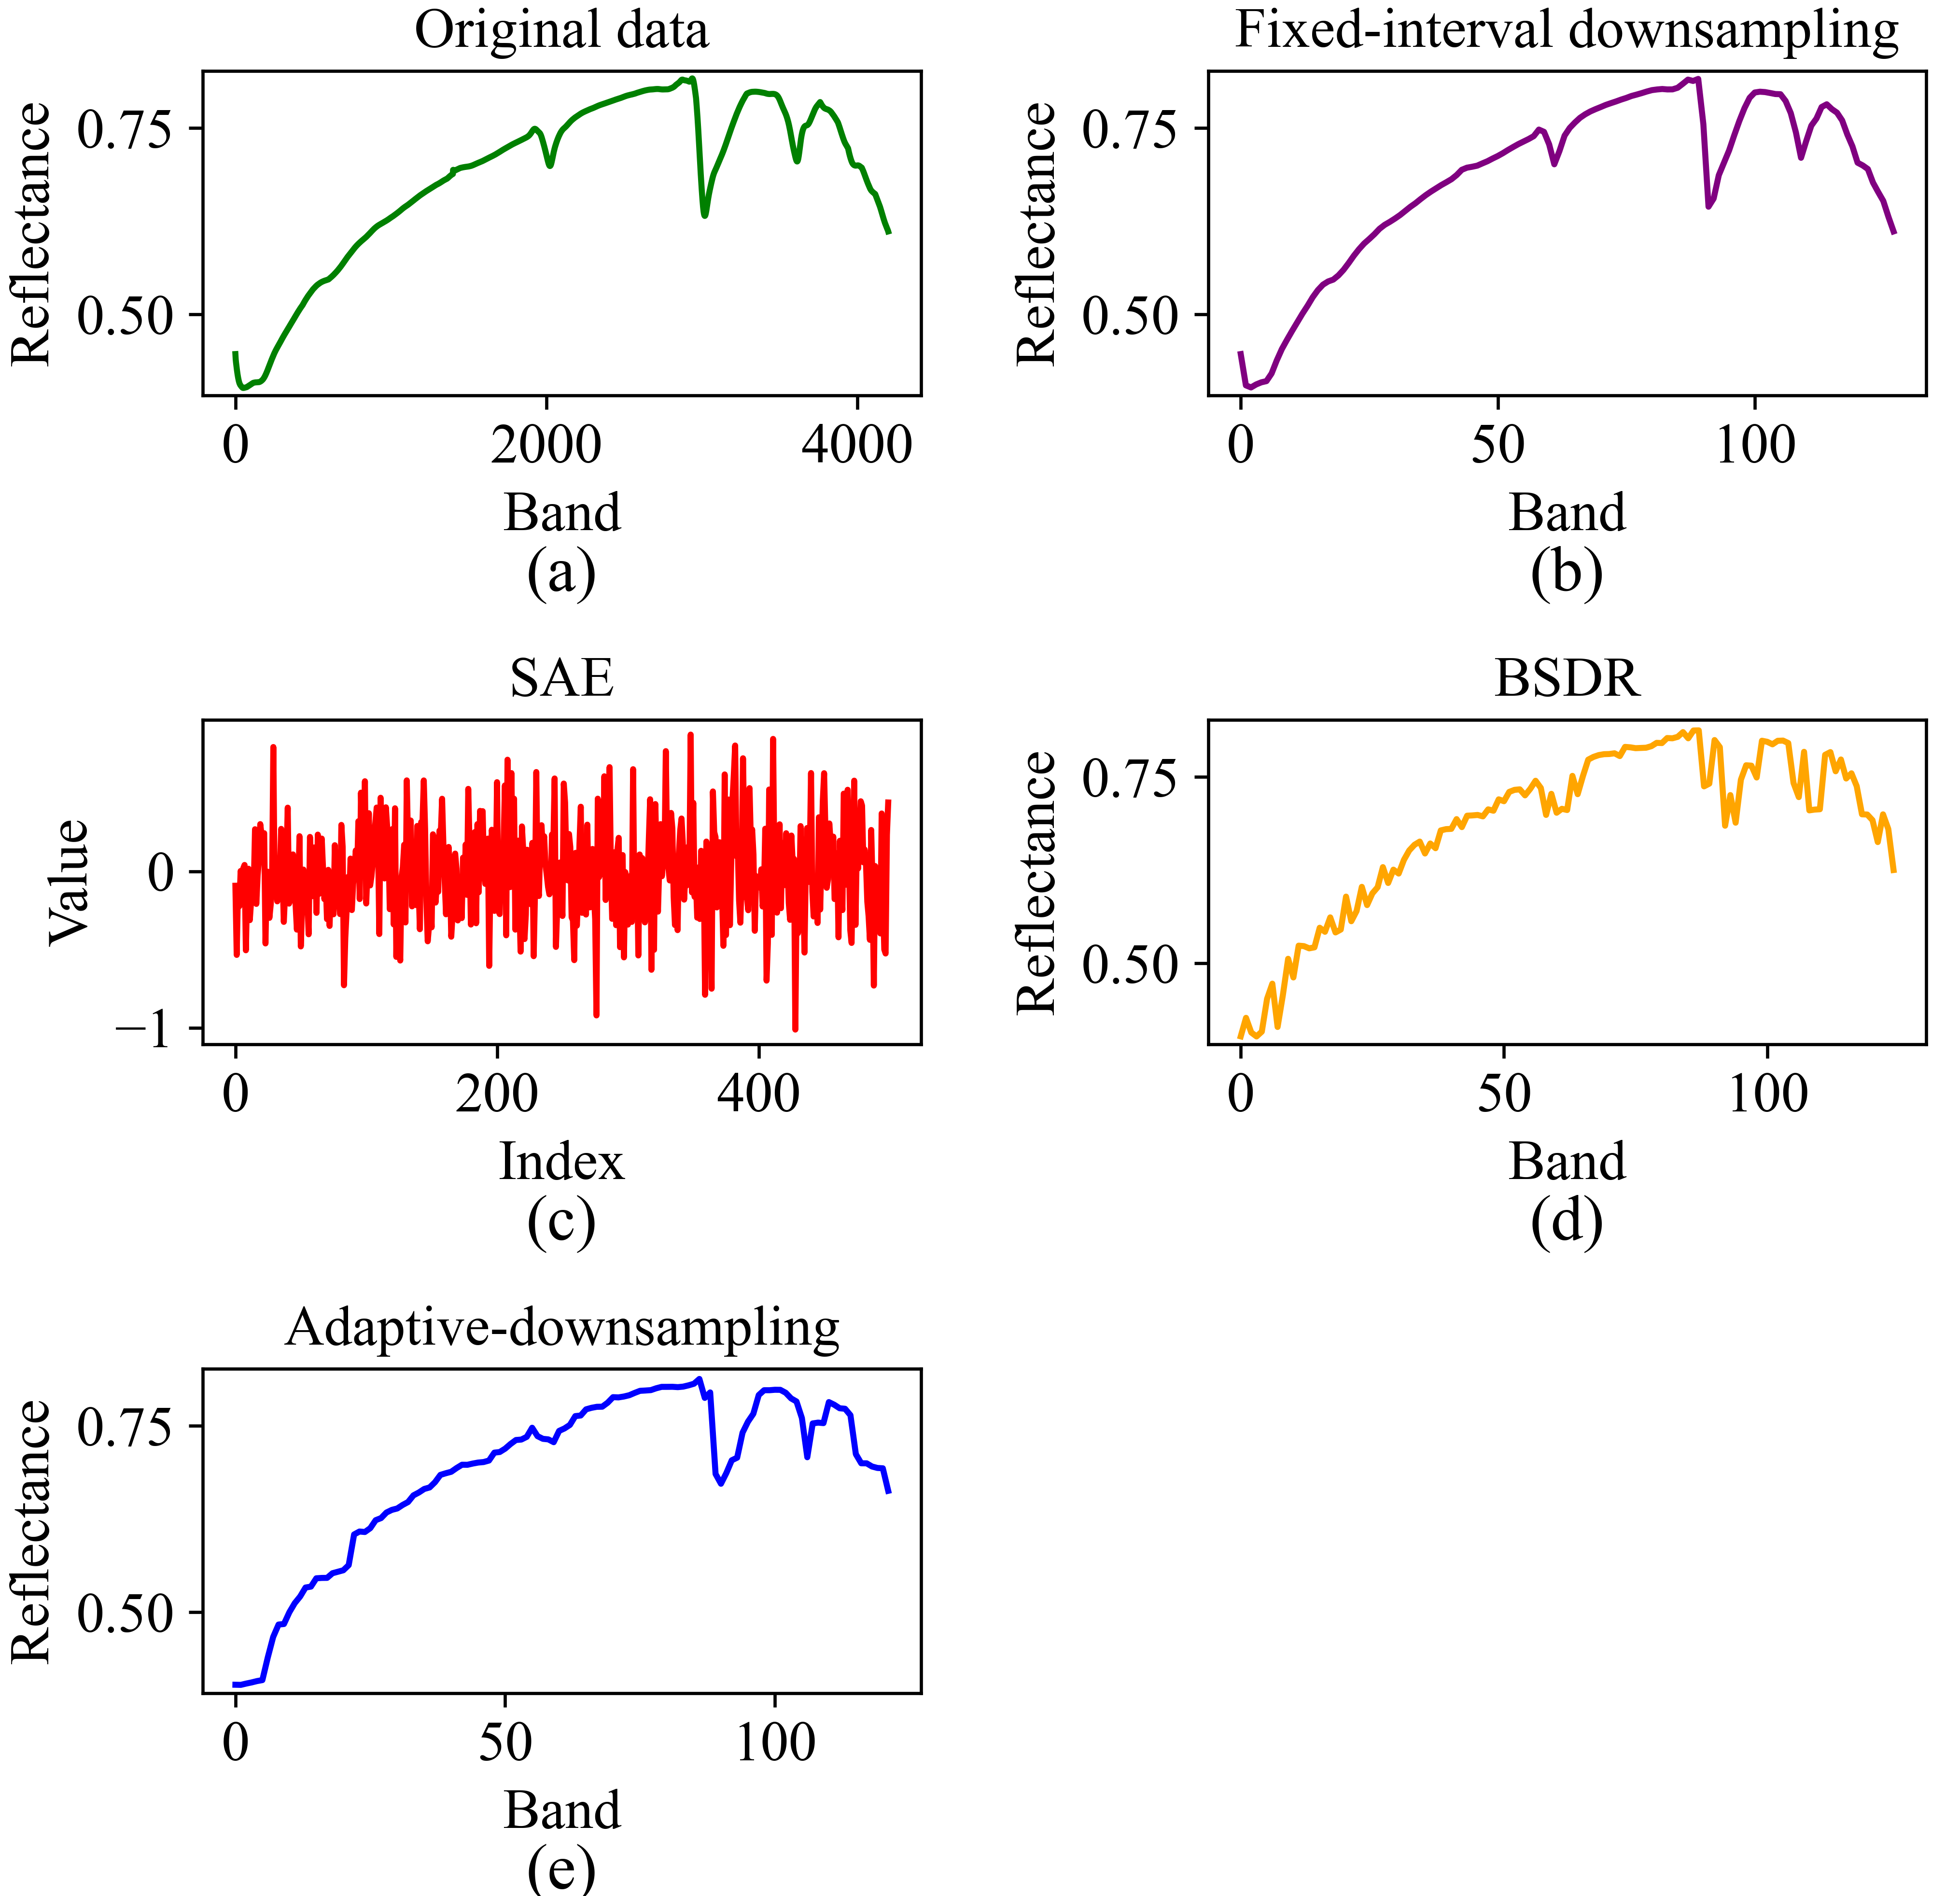 Original data
Reflectance
0.75
0.50
0 2000 4000
Band
(a)
Fixed-interval downsampling
Reflectance
0.75
0.50
0 50 100
Band
(b)
SAE
Value
0
−1
0 200 400
Index
(c)
BSDR
Reflectance
0.75
0.50
0 50 100
Band
(d)
Adaptive-downsampling
Reflectance
0.75
0.50
0 50 100
Band
(e)